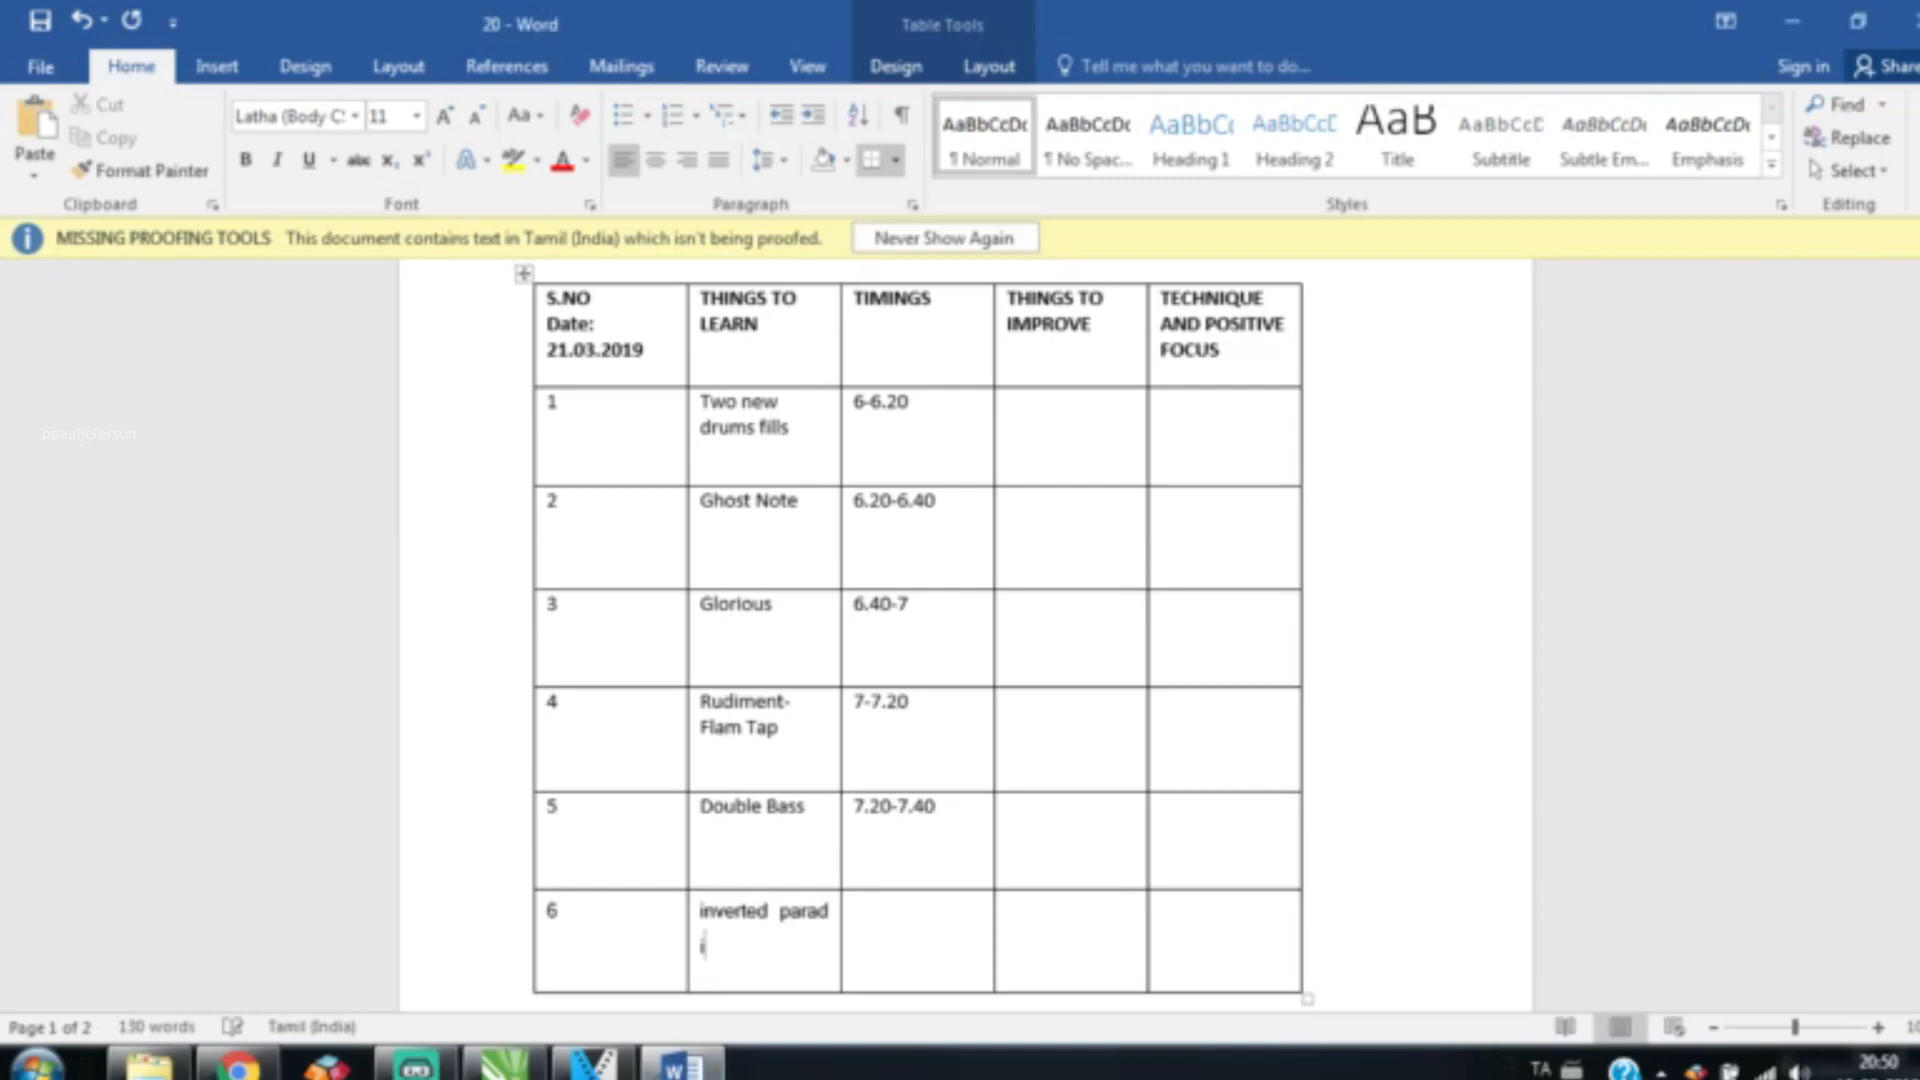 20 - Word
Table Tools
File Home Insert Design Layout References Mailings Review View Design Layout Tell me what you want to do... Sign in Share
Paste
Cut
Copy
Format Painter
Clipboard
Latha (Body C! 11
Font
Paragraph
AaBbCcDc AaBbCcDc AaBbCc AaBbCcC AaB AaBbCcC AaBbCcDc AaBbCcDc
¶ Normal ¶ No Spac... Heading 1 Heading 2 Title Subtitle Subtle Em... Emphasis
Styles
Find
Replace
Select
Editing
MISSING PROOFING TOOLS This document contains text in Tamil (India) which isn't being proofed. Never Show Again
S.NO
Date:
21.03.2019
THINGS TO
LEARN
TIMINGS
THINGS TO
IMPROVE
TECHNIQUE
AND POSITIVE
FOCUS
1
Two new
drums fills
6-6.20
2
Ghost Note
6.20-6.40
3
Glorious
6.40-7
4
Rudiment-
Flam Tap
7-7.20
5
Double Bass
7.20-7.40
6
inverted parad
i
ppauljeferson
Page 1 of 2 130 words Tamil (India)
TA
20:50